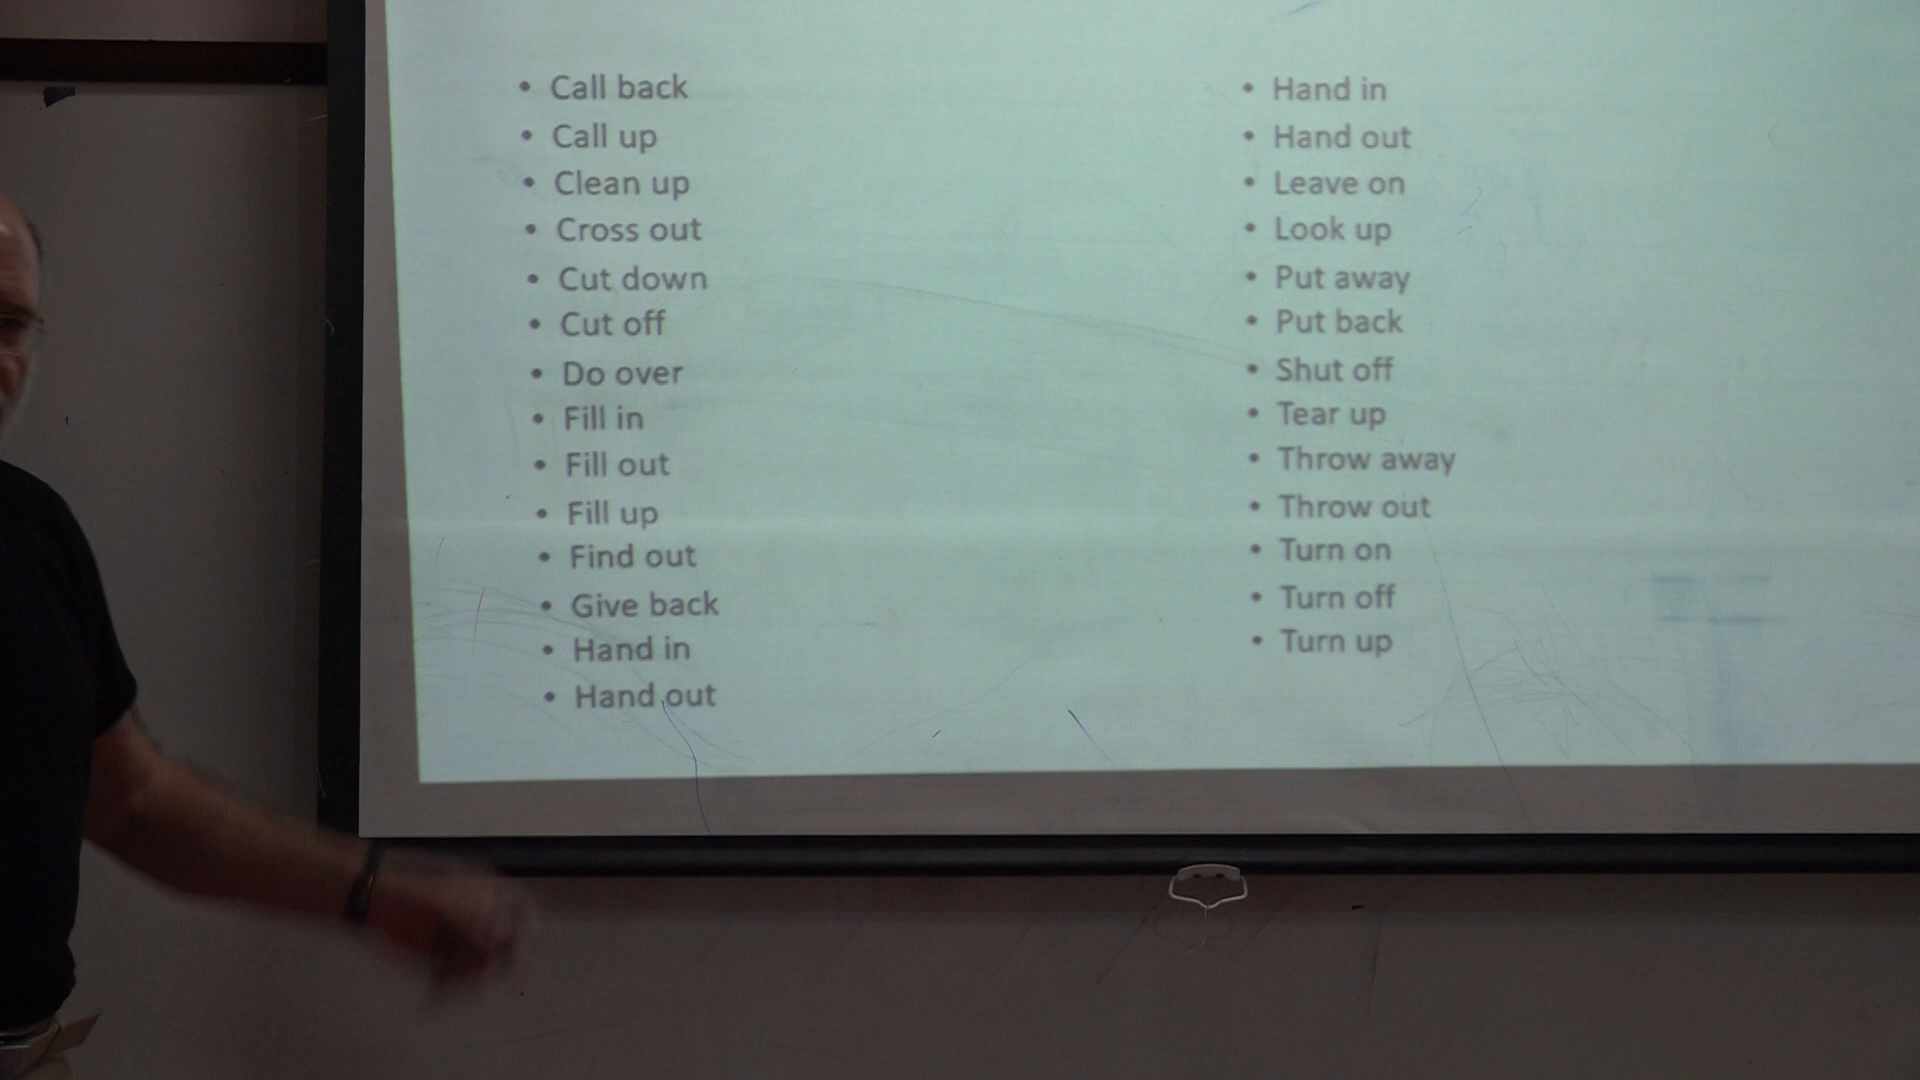 • Call back
• Call up
• Clean up
• Cross out
• Cut down
• Cut off
• Do over
• Fill in
• Fill out
• Fill up
• Find out
• Give back
• Hand in
• Hand out
• Hand in
• Hand out
• Leave on
• Look up
• Put away
• Put back
• Shut off
• Tear up
• Throw away
• Throw out
• Turn on
• Turn off
• Turn up